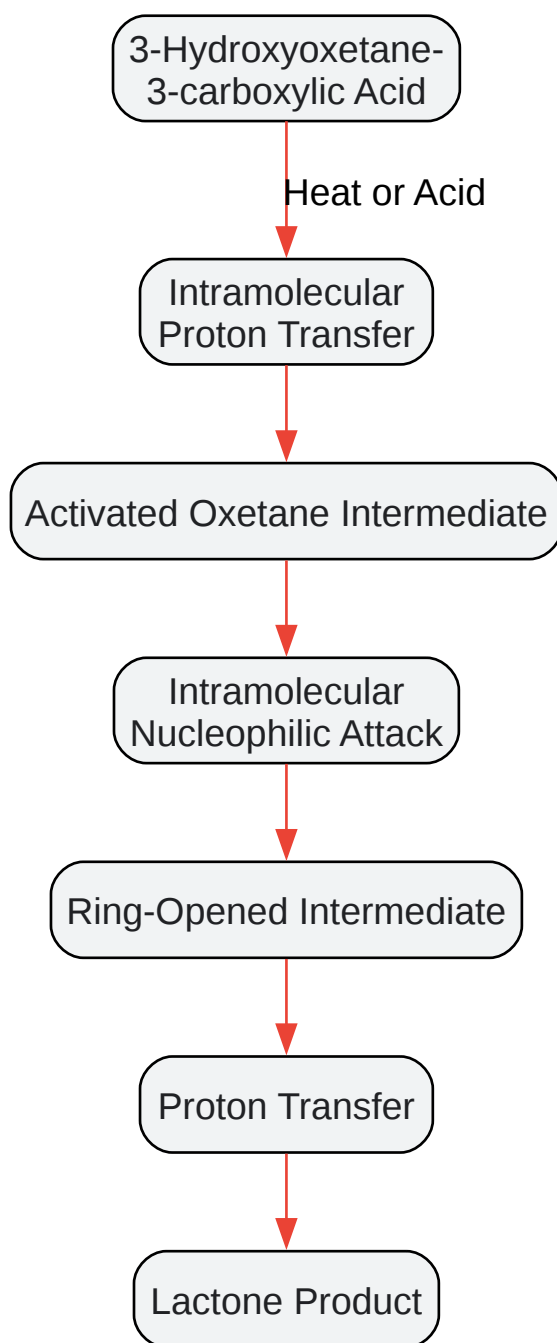 3-Hydroxyoxetane-
3-carboxylic Acid
Heat or Acid
Intramolecular
Proton Transfer
Activated Oxetane Intermediate
Intramolecular
Nucleophilic Attack
Ring-Opened Intermediate
Proton Transfer
Lactone Product